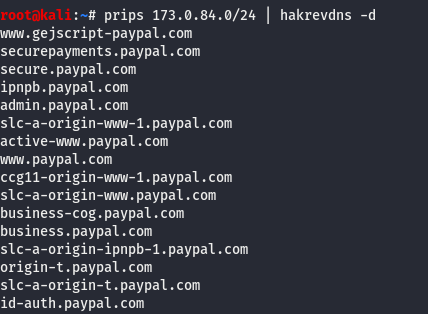 root@kali:~# prips 173.0.84.0/24 | hakrevdns -d
www.gejscript-paypal.com
securepayments.paypal.com
secure.paypal.com
ipnpb.paypal.com
admin.paypal.com
slc-a-origin-www-1.paypal.com
active-www.paypal.com
www.paypal.com
ccg11-origin-www-1.paypal.com
slc-a-origin-www.paypal.com
business-cog.paypal.com
business.paypal.com
slc-a-origin-ipnpb-1.paypal.com
origin-t.paypal.com
slc-a-origin-t.paypal.com
id-auth.paypal.com